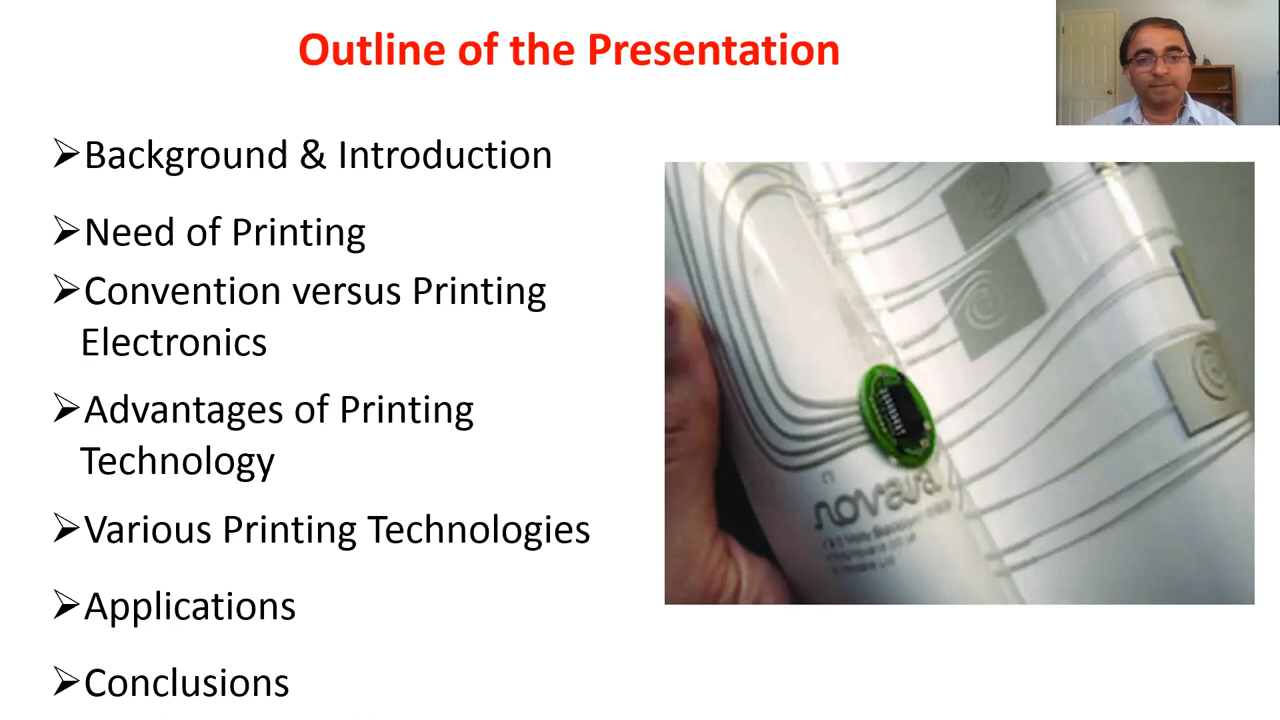 Outline of the Presentation
➢Background & Introduction
➢Need of Printing
➢Convention versus Printing
Electronics
➢Advantages of Printing
Technology
➢Various Printing Technologies
➢Applications
➢Conclusions